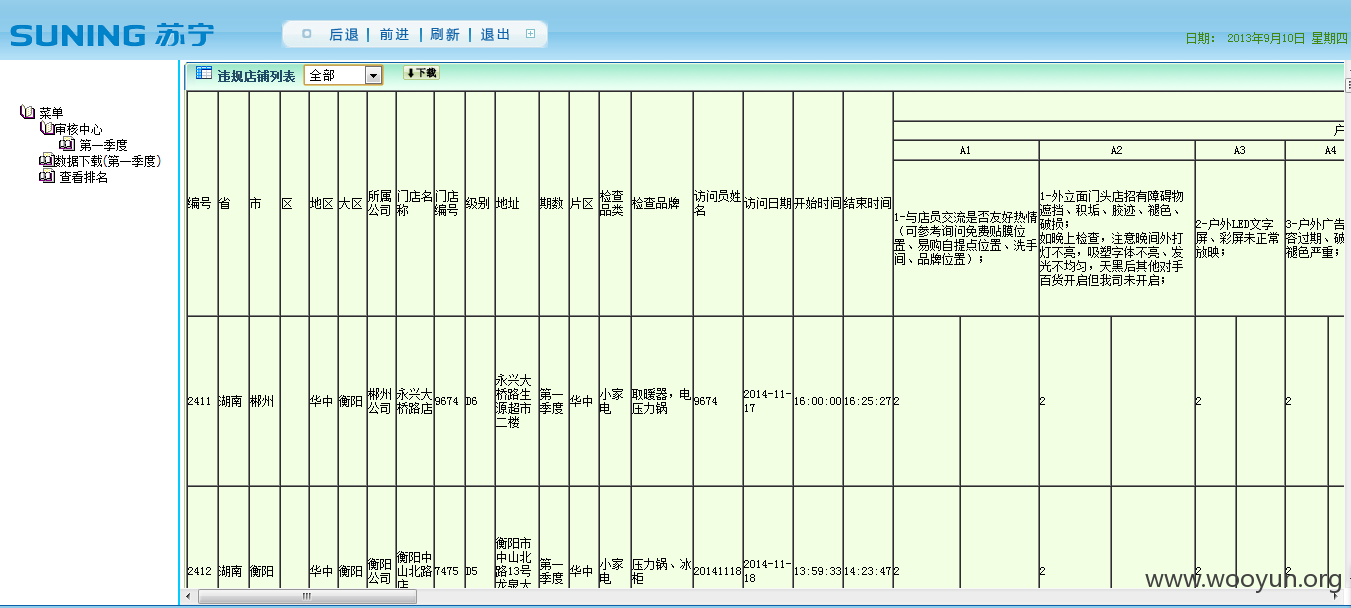 SUNING 苏宁
后退 | 前进 | 刷新 | 退出
日期： 2013年9月10日 星期四
菜单
审核中心
第一季度
数据下载(第一季度)
查看排名
违规店铺列表 全部 下载
编号
省
市
区
地区
大区
所属
公司
门店名
称
门店
编号
级别
地址
期数
片区
检查
品类
检查品牌
访问员姓
名
访问日期
开始时间
结束时间
户
A1
A2
A3
A4
1-与店员交流是否友好热情
（可参考询问免费贴膜位
置、易购自提点位置、洗手
间、品牌位置）；
1-外立面门头店招有障碍物
遮挡、积垢、胶迹、褪色、
破损；
如晚上检查，注意晚间外打
灯不亮，吸塑字体不亮、发
光不均匀，天黑后其他对手
百货开启但我司未开启；
2-户外LED文字
屏、彩屏未正常
放映；
3-户外广告
容过期、破
褪色严重；
2411
湖南
郴州
华中
衡阳
郴州
公司
永兴大
桥路店
9674
D6
永兴大
桥路生
源超市
二楼
第一
季度
华中
小家
电
取暖器，电
压力锅
9674
2014-11-
17
16:00:00
16:25:27
2
2
2
2
2412
湖南
衡阳
华中
衡阳
衡阳
公司
衡阳中
山北路
店
7475
D5
衡阳市
中山北
路13号
龙泉大
第一
季度
华中
小家
电
压力锅、冰
柜
20141118
2014-11-
18
13:59:33
14:23:47
2
2
2
2
www.wooyun.org